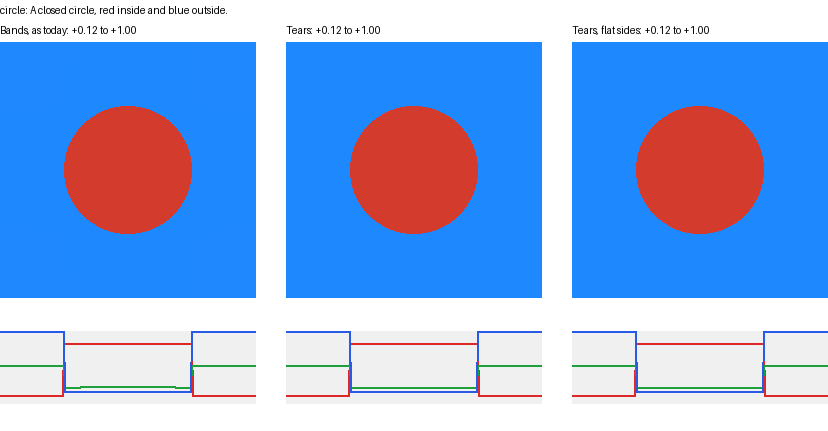 circle: A closed circle, red inside and blue outside.
Bands, as today: +0.12 to +1.00
Tears: +0.12 to +1.00
Tears, flat sides: +0.12 to +1.00